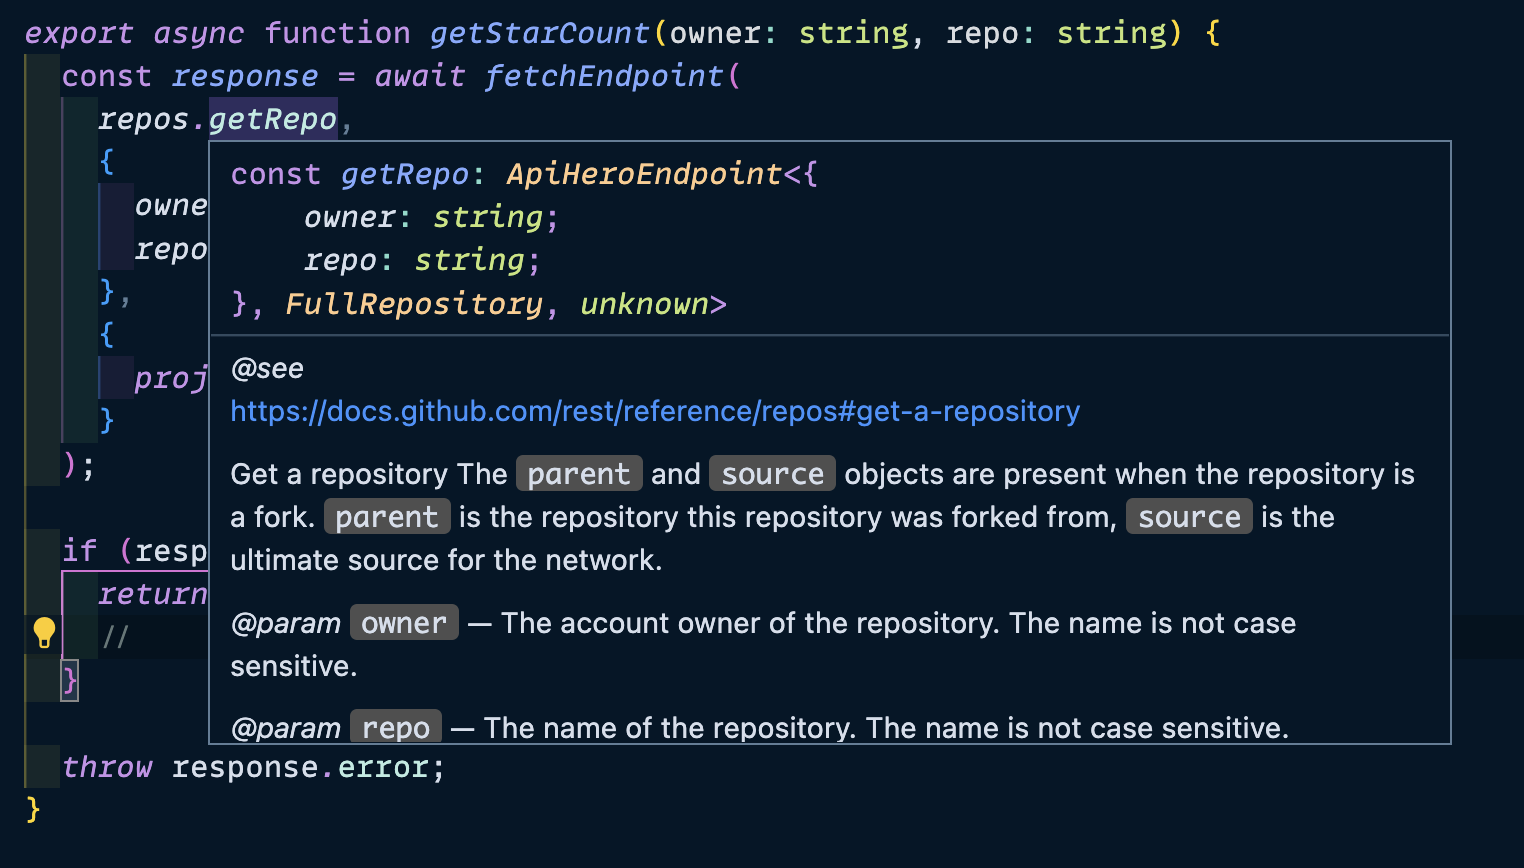 export async function getStarCount(owner: string, repo: string) {
const response = await fetchEndpoint(
repos.getRepo,
{
owne
repo
},
{
proj
}
);
if (resp
return
//
}
throw response.error;
}
const getRepo: ApiHeroEndpoint<{
owner: string;
repo: string;
}, FullRepository, unknown>
@see
https://docs.github.com/rest/reference/repos#get-a-repository
Get a repository The parent and source objects are present when the repository is
a fork. parent is the repository this repository was forked from, source is the
ultimate source for the network.
@param owner — The account owner of the repository. The name is not case
sensitive.
@param repo — The name of the repository. The name is not case sensitive.